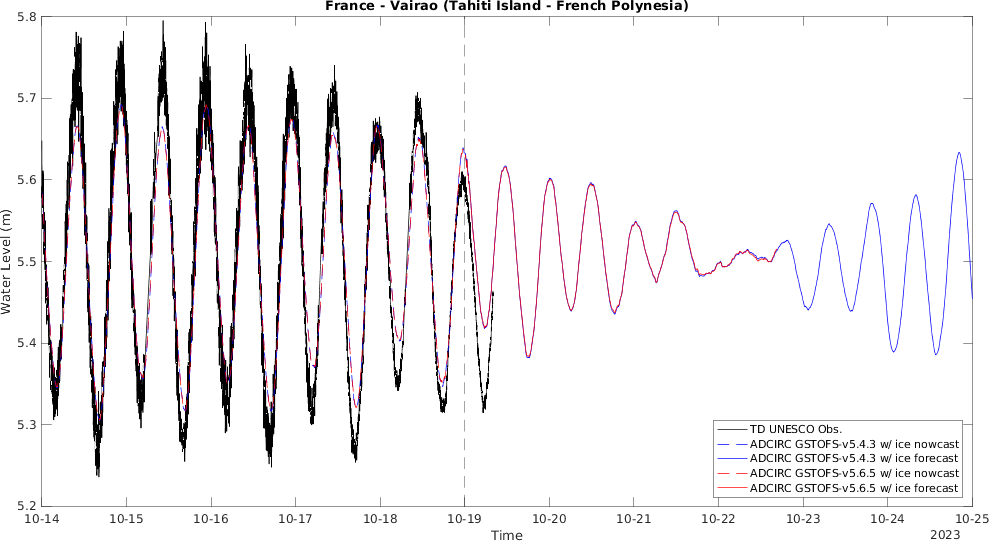 France - Vairao (Tahiti Island - French Polynesia)
5.8
5.7
5.6
5.5
5.4
5.3
5.2
Water Level (m)
TD UNESCO Obs.
ADCIRC GSTOFS-v5.4.3 w/ ice nowcast
ADCIRC GSTOFS-v5.4.3 w/ ice forecast
ADCIRC GSTOFS-v5.6.5 w/ ice nowcast
ADCIRC GSTOFS-v5.6.5 w/ ice forecast
10-14 10-15 10-16 10-17 10-18 10-19 10-20 10-21 10-22 10-23 10-24 10-25
Time
2023